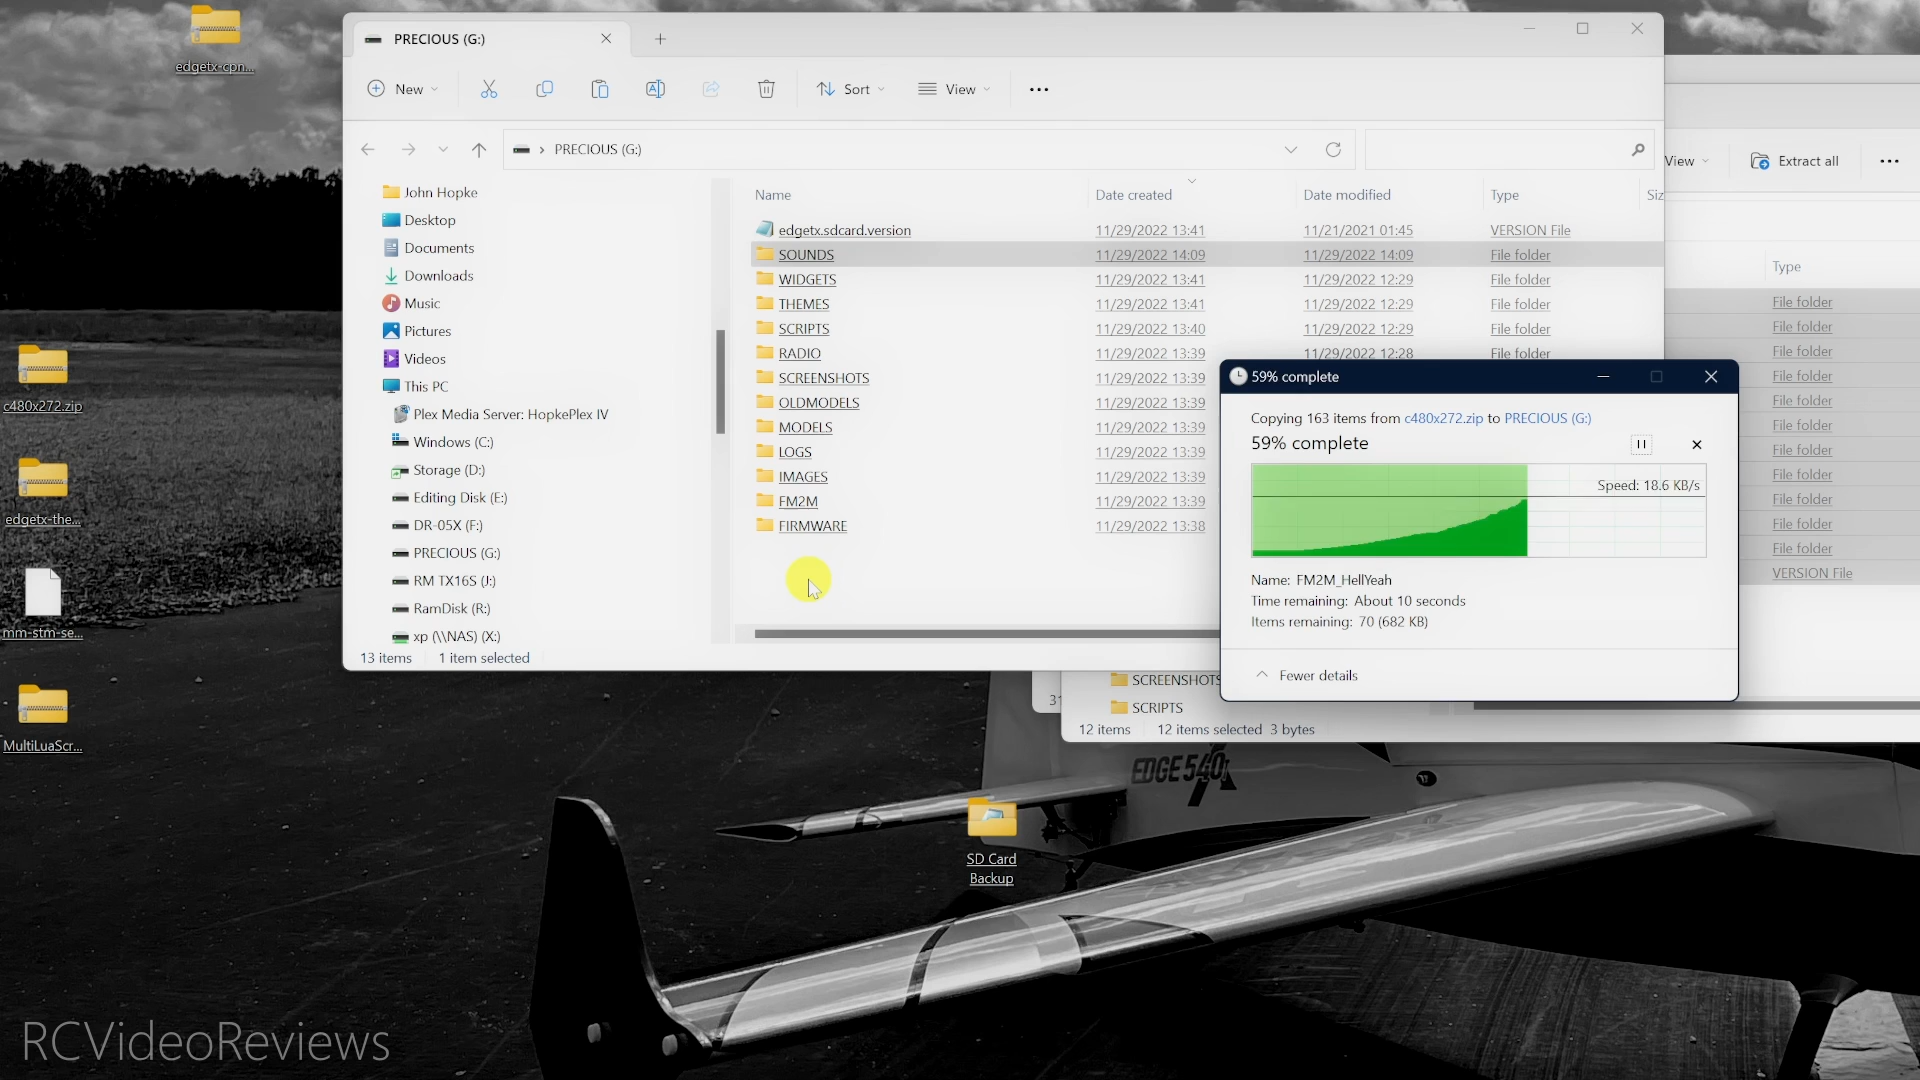 edgetx-cpn...
c480x272.zip
edgetx-the...
mm-stm-se...
MultiLuaScr...
PRECIOUS (G:)
New
Sort
View
PRECIOUS (G:)
John Hopke
Desktop
Documents
Downloads
Music
Pictures
Videos
This PC
Plex Media Server: HopkePlex IV
Windows (C:)
Storage (D:)
Editing Disk (E:)
DR-05X (F:)
PRECIOUS (G:)
RM TX16S (J:)
RamDisk (R:)
xp (\\NAS) (X:)
13 items 1 item selected
Name Date created Date modified Type Siz
edgetx.sdcard.version 11/29/2022 13:41 11/21/2021 01:45 VERSION File
SOUNDS 11/29/2022 14:09 11/29/2022 14:09 File folder
WIDGETS 11/29/2022 13:41 11/29/2022 12:29 File folder
THEMES 11/29/2022 13:41 11/29/2022 12:29 File folder
SCRIPTS 11/29/2022 13:40 11/29/2022 12:29 File folder
RADIO 11/29/2022 13:39 11/29/2022 12:28 File folder
SCREENSHOTS 11/29/2022 13:39
OLDMODELS 11/29/2022 13:39
MODELS 11/29/2022 13:39
LOGS 11/29/2022 13:39
IMAGES 11/29/2022 13:39
FM2M 11/29/2022 13:39
FIRMWARE 11/29/2022 13:38
59% complete
Copying 163 items from c480x272.zip to PRECIOUS (G:)
59% complete
Speed: 18.6 KB/s
Name: FM2M_HellYeah
Time remaining: About 10 seconds
Items remaining: 70 (682 KB)
Fewer details
View Extract all
Type
File folder
File folder
File folder
File folder
File folder
File folder
File folder
File folder
File folder
File folder
File folder
VERSION File
31
SCREENSHOTS
SCRIPTS
12 items 12 items selected 3 bytes
EDGE 540
SD Card
Backup
RCVideoReviews